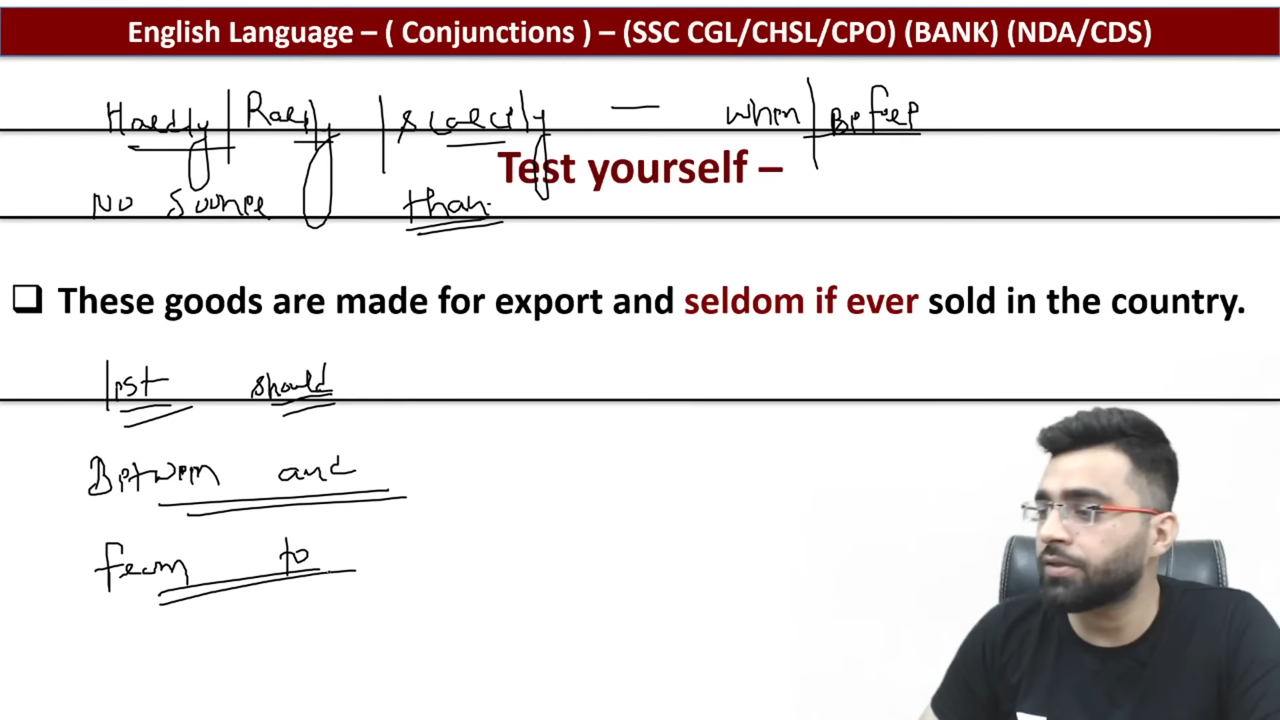 English Language – ( Conjunctions ) – (SSC CGL/CHSL/CPO) (BANK) (NDA/CDS)
Hardly | Rarely | Scarcely — when | Before
Test yourself –
No Sooner than
❑ These goods are made for export and seldom if ever sold in the country.
lest should
Between and
From to